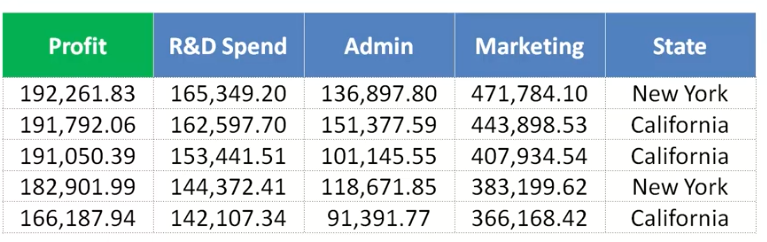 Profit R&D Spend Admin Marketing State
192,261.83 165,349.20 136,897.80 471,784.10 New York
191,792.06 162,597.70 151,377.59 443,898.53 California
191,050.39 153,441.51 101,145.55 407,934.54 California
182,901.99 144,372.41 118,671.85 383,199.62 New York
166,187.94 142,107.34 91,391.77 366,168.42 California